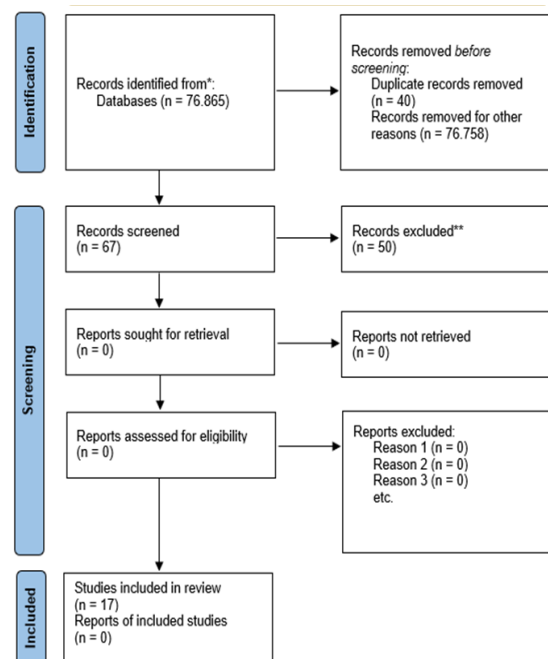 Identification
Records identified from*:
Databases (n = 76.865)
Records removed before
screening:
Duplicate records removed
(n = 40)
Records removed for other
reasons (n = 76.758)
Screening
Records screened
(n = 67)
Records excluded**
(n = 50)
Reports sought for retrieval
(n = 0)
Reports not retrieved
(n = 0)
Reports assessed for eligibility
(n = 0)
Reports excluded:
Reason 1 (n = 0)
Reason 2 (n = 0)
Reason 3 (n = 0)
etc.
Included
Studies included in review
(n = 17)
Reports of included studies
(n = 0)